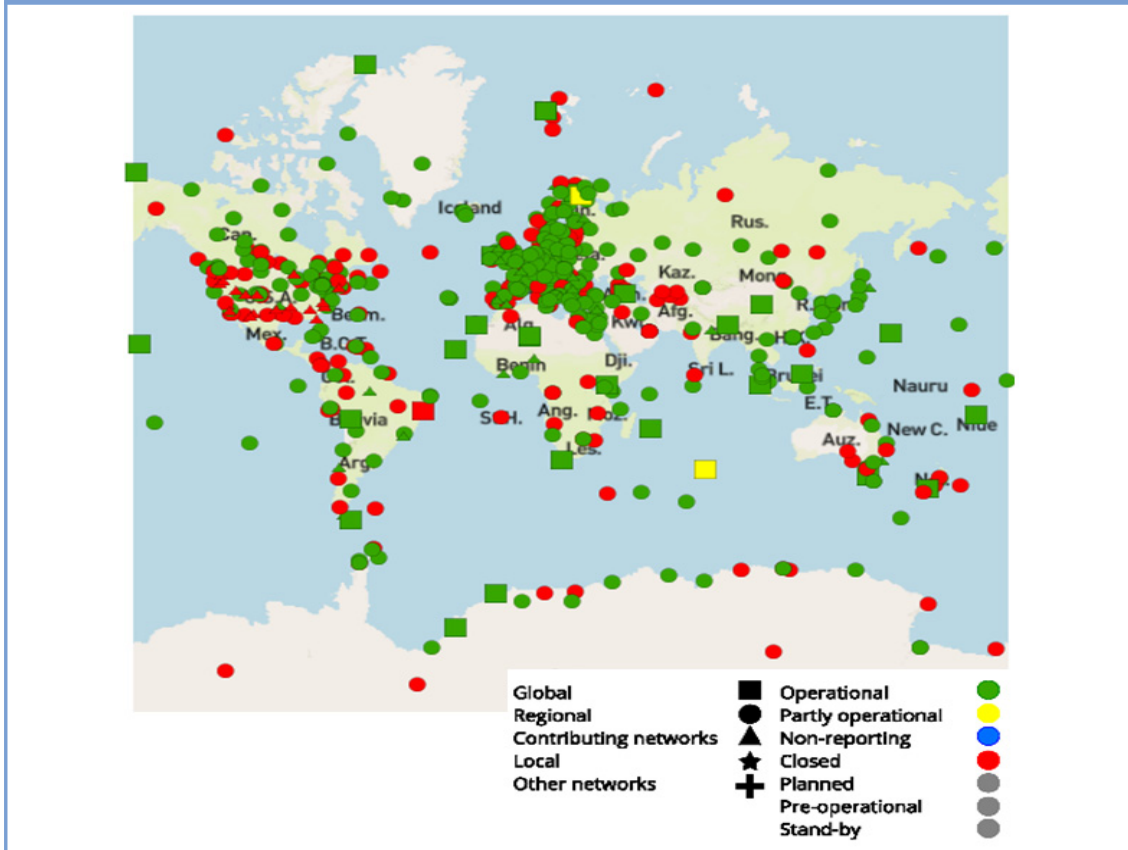 Iceland
Rus.
Can.
Kaz.
Mong.
U.S.A.
Afg.
Mex.
Alg.
Kw
Bang.
B.O.T.
Benin
Dji.
Sri L.
Brunei
Nauru
Bolivia
Ang.
Moz.
E.T.
Les.
Auz.
New C.
Niue
Arg.
Global
Operational
Regional
Partly operational
Contributing networks
Non-reporting
Local
Closed
Other networks
Planned
Pre-operational
Stand-by